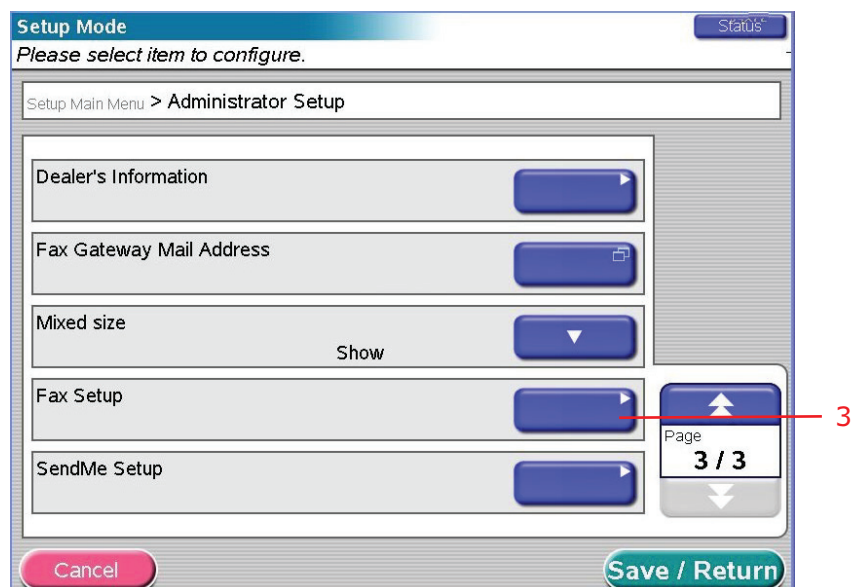 Setup Mode
Status
Please select item to configure.
Setup Main Menu > Administrator Setup
Dealer's Information
Fax Gateway Mail Address
Mixed size
Show
Fax Setup
3
Page
3 / 3
SendMe Setup
Cancel
Save / Return